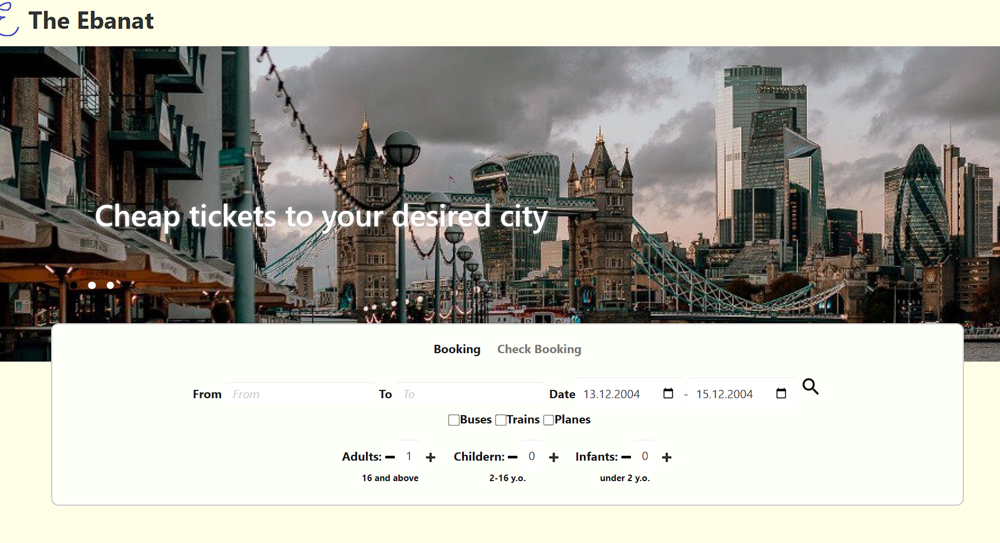 The Ebanat
Cheap tickets to your desired city
Booking Check Booking
From From To To Date 13.12.2004 - 15.12.2004
Buses Trains Planes
Adults: 1 Childern: 0 Infants: 0
16 and above 2-16 y.o. under 2 y.o.